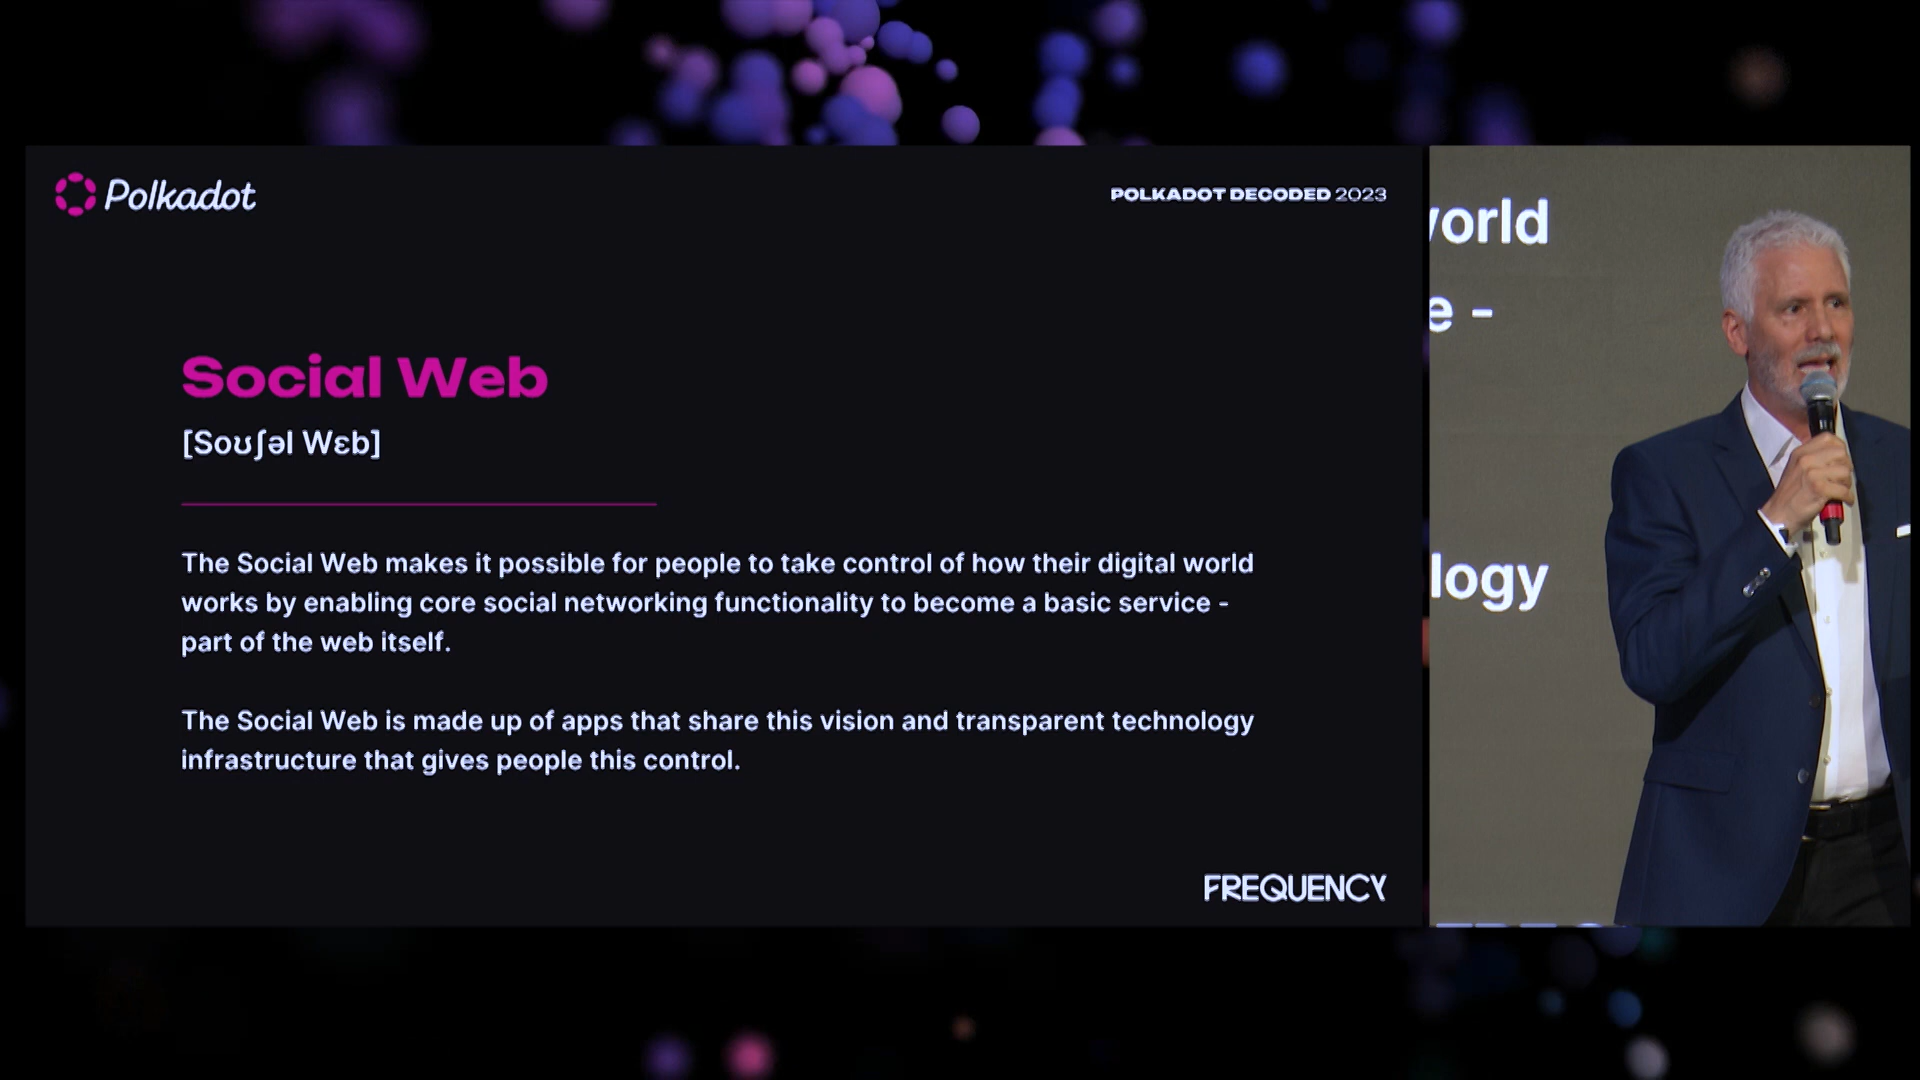 Polkadot
POLKADOT DECODED 2023
Social Web
[Soʊʃəl Wɛb]
The Social Web makes it possible for people to take control of how their digital world
works by enabling core social networking functionality to become a basic service -
part of the web itself.
The Social Web is made up of apps that share this vision and transparent technology
infrastructure that gives people this control.
FREQUENCY
world
e -
logy